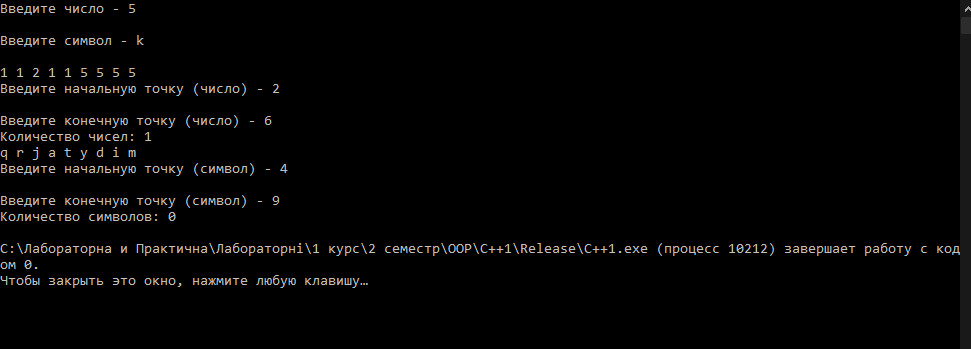 Введите число - 5
Введите символ - k
1 1 2 1 1 5 5 5 5
Введите начальную точку (число) - 2
Введите конечную точку (число) - 6
Количество чисел: 1
q r j a t y d i m
Введите начальную точку (символ) - 4
Введите конечную точку (символ) - 9
Количество символов: 0
C:\Лабораторна и Практична\Лабораторні\1 курс\2 семестр\OOP\C++1\Release\C++1.exe (процесс 10212) завершает работу с код
ом 0.
Чтобы закрыть это окно, нажмите любую клавишу…